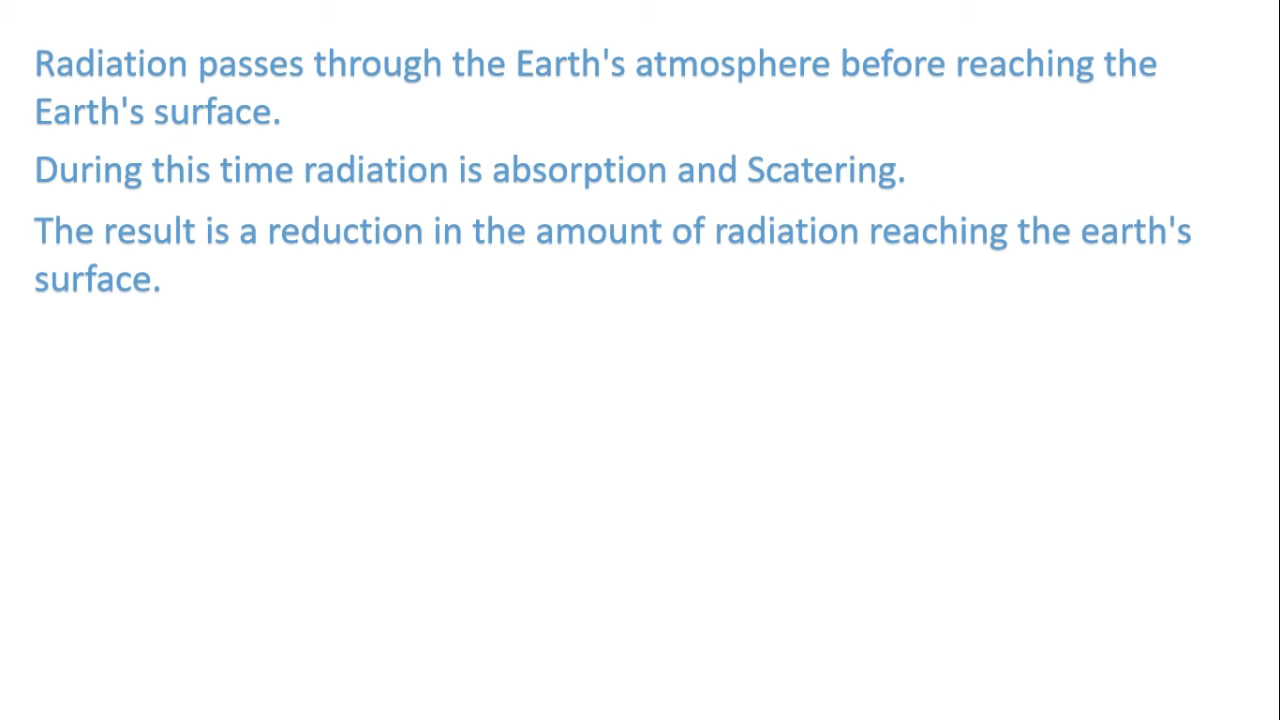 Radiation passes through the Earth's atmosphere before reaching the
Earth's surface.
During this time radiation is absorption and Scatering.
The result is a reduction in the amount of radiation reaching the earth's
surface.